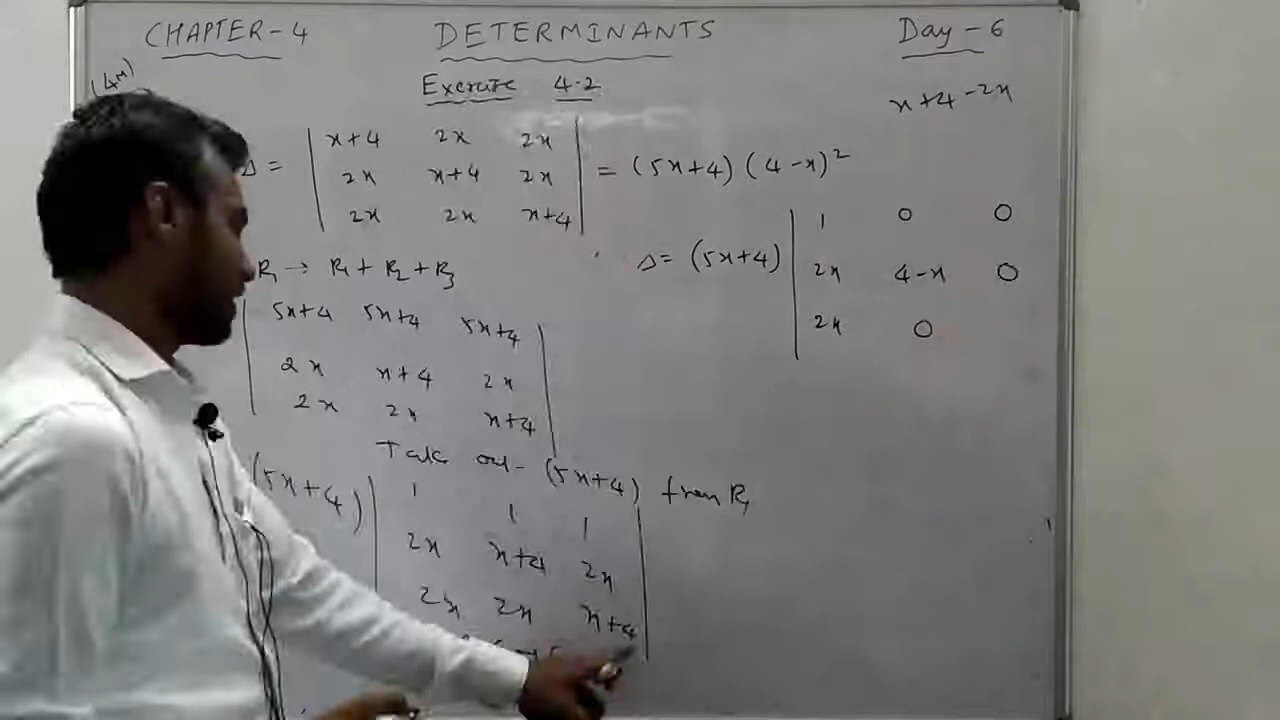 CHAPTER-4 DETERMINANTS Day-6
(4M)
Exercise 4.2
x+4-2x
Δ= | x+4 2x 2x |
| 2x x+4 2x | = (5x+4) (4-x)²
| 2x 2x x+4 |
R₁ → R₁ + R₂ + R₃
| 5x+4 5x+4 5x+4 |
| 2x x+4 2x |
| 2x 2x x+4 |
Take out (5x+4) from R₁
(5x+4) | 1 1 1 |
| 2x x+4 2x |
| 2x 2x x+4 |
Δ= (5x+4) | 1 0 0
| 2x 4-x 0
| 2x 0